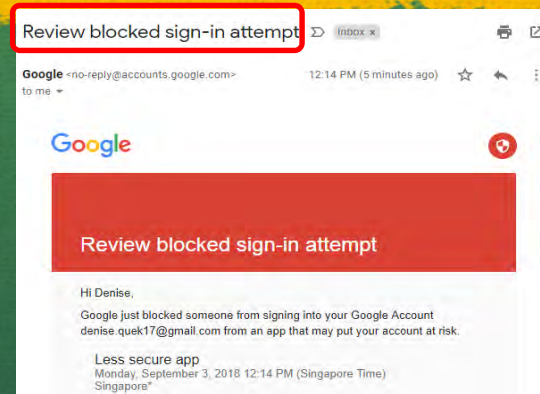 Review blocked sign-in attempt Inbox x
Google <no-reply@accounts.google.com> 12:14 PM (5 minutes ago)
to me
Google
Review blocked sign-in attempt
Hi Denise,
Google just blocked someone from signing into your Google Account
denise.quek17@gmail.com from an app that may put your account at risk.
Less secure app
Monday, September 3, 2018 12:14 PM (Singapore Time)
Singapore*